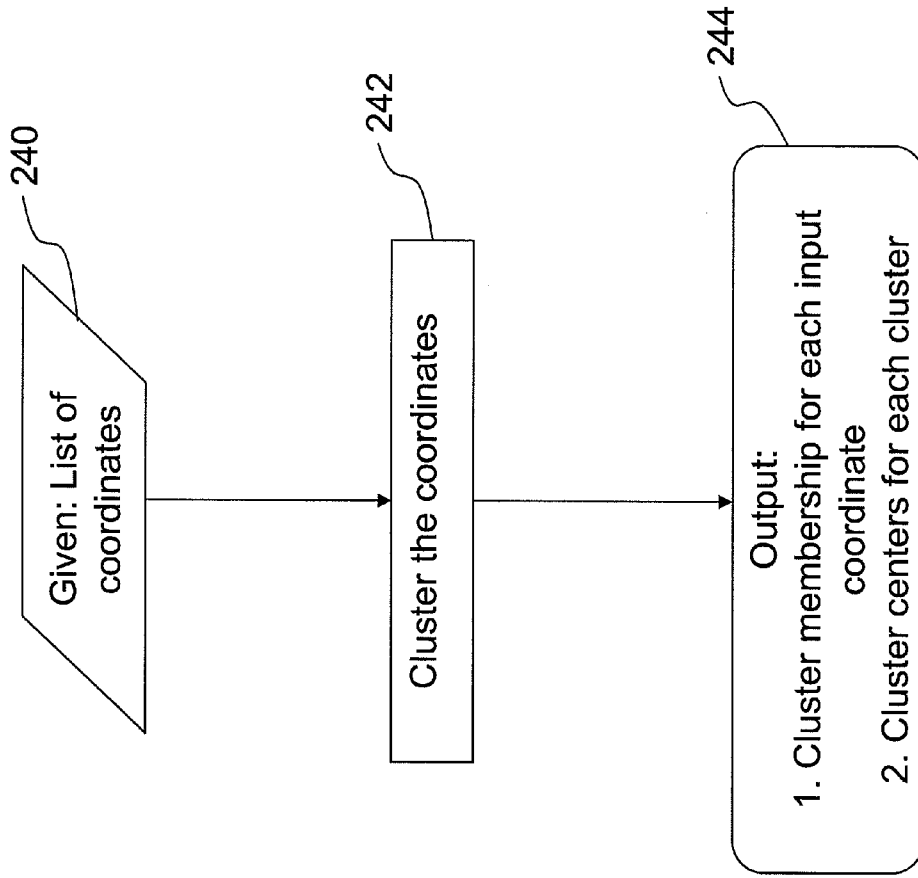 240
Given: List of
coordinates
242
Cluster the coordinates
244
Output:
1. Cluster membership for each input
coordinate
2. Cluster centers for each cluster